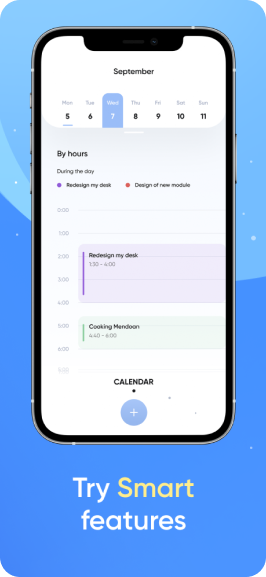 September
Mon Tue Wed Thu Fri Sat Sun
5 6 7 8 9 10 11
By hours
During the day
Redesign my desk Design of new module
0:00
1:00
2:00 Redesign my desk
1:30 - 4:00
3:00
4:00
5:00 Cooking Mendoan
4:40 - 6:00
6:00
CALENDAR
+
Try Smart
features